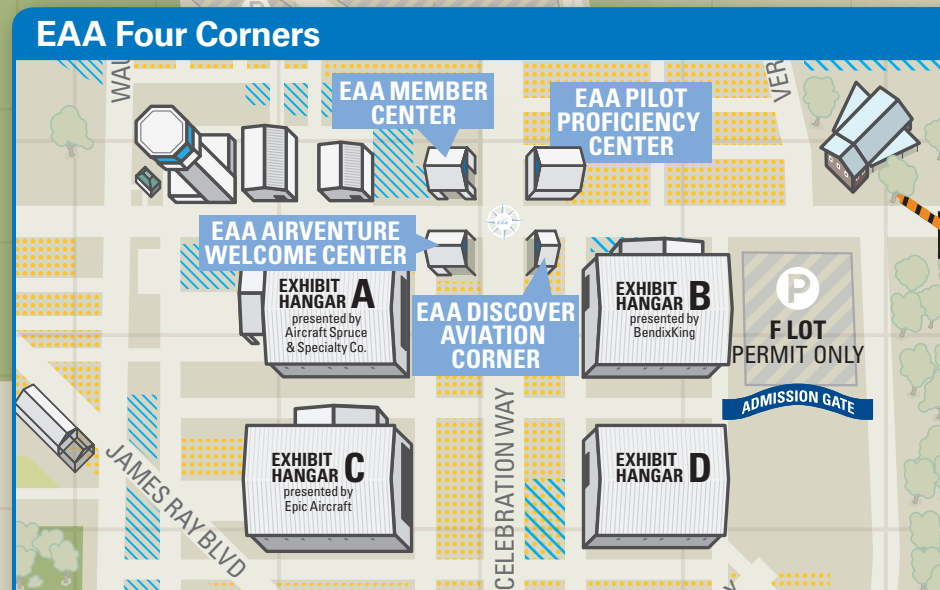 EAA Four Corners
WAU
VER
EAA MEMBER
CENTER
EAA PILOT
PROFICIENCY
CENTER
EAA AIRVENTURE
WELCOME CENTER
EXHIBIT
HANGAR A
presented by
Aircraft Spruce
& Specialty Co.
EAA DISCOVER
AVIATION
CORNER
EXHIBIT
HANGAR B
presented by
BendixKing
P
F LOT
PERMIT ONLY
ADMISSION GATE
JAMES RAY BLVD
EXHIBIT
HANGAR C
presented by
Epic Aircraft
CELEBRATION WAY
EXHIBIT
HANGAR D